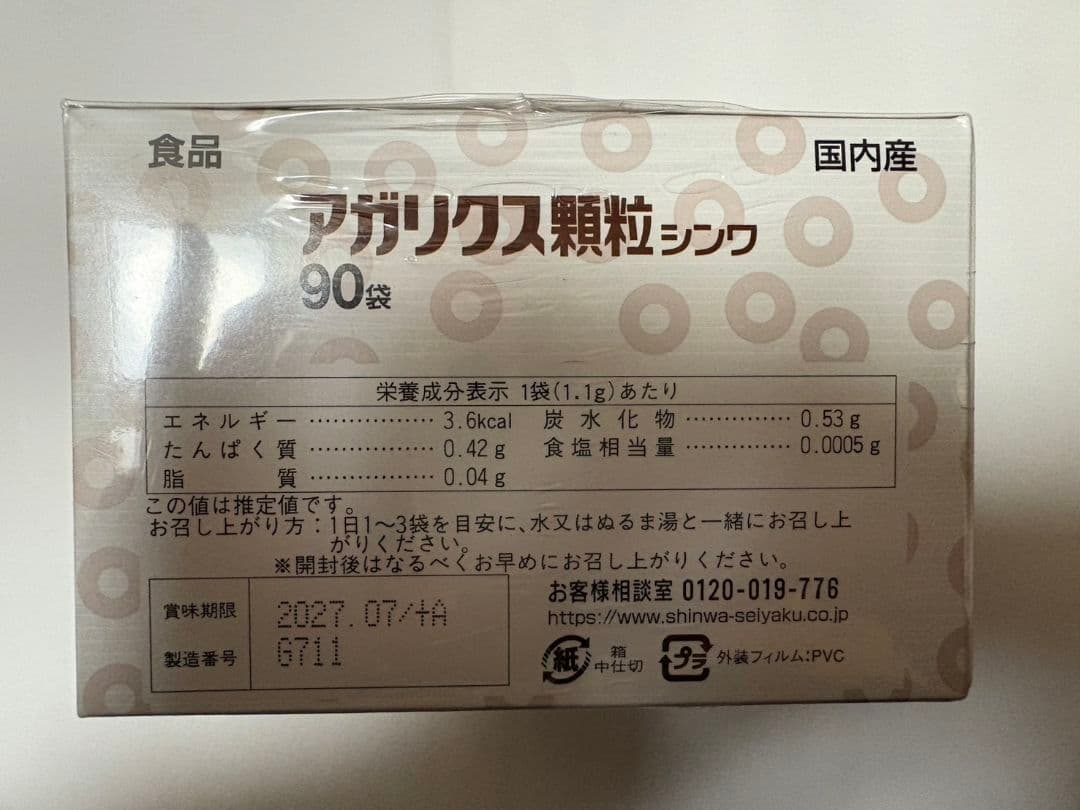 食品
国内産
アガリクス顆粒シンワ
90袋
栄養成分表示 1袋(1.1g)あたり
エネルギー ………… 3.6kcal 炭水化物 ………… 0.53g
たんぱく質 ………… 0.42g 食塩相当量 ………… 0.0005g
脂質 ………… 0.04g
この値は推定値です。
お召し上がり方:1日1〜3袋を目安に、水又はぬるま湯と一緒にお召し上
がりください。
※開封後はなるべくお早めにお召し上がりください。
賞味期限 2027.07/+A
製造番号 6711
お客様相談室 0120-019-776
https://www.shinwa-seiyaku.co.jp
紙 箱
中仕切
プラ 外装フィルム:PVC